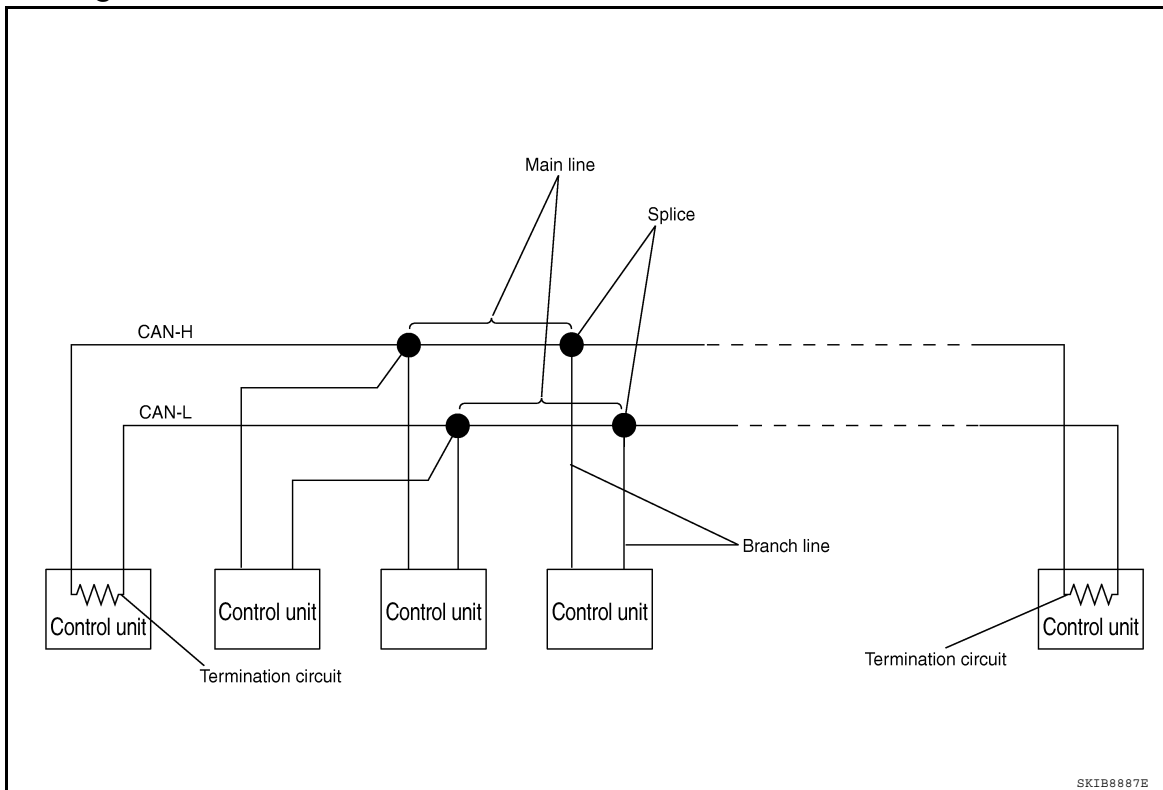 Main line
Splice
CAN-H
CAN-L
Branch line
Control unit
Control unit
Control unit
Control unit
Control unit
Termination circuit
Termination circuit
SKIB8887E